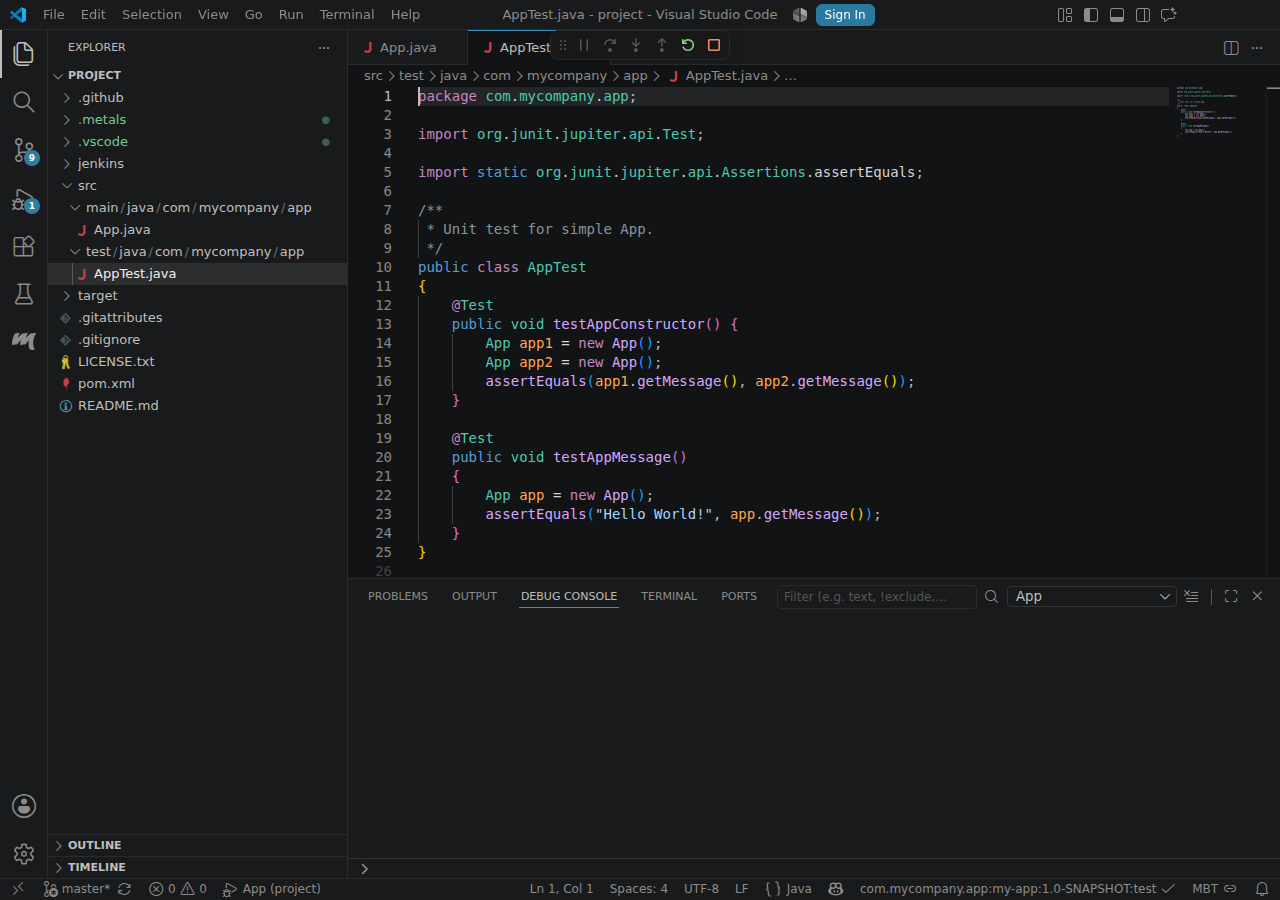 File Edit Selection View Go Run Terminal Help
AppTest.java - project - Visual Studio Code
Sign In
EXPLORER
PROJECT
.github
.metals
.vscode
jenkins
src
main/java/com/mycompany/app
App.java
test/java/com/mycompany/app
AppTest.java
target
.gitattributes
.gitignore
LICENSE.txt
pom.xml
README.md
OUTLINE
TIMELINE
9
1
App.java
AppTest
src > test > java > com > mycompany > app > AppTest.java > ...
1 package com.mycompany.app;
2
3 import org.junit.jupiter.api.Test;
4
5 import static org.junit.jupiter.api.Assertions.assertEquals;
6
7 /**
8  * Unit test for simple App.
9  */
10 public class AppTest
11 {
12     @Test
13     public void testAppConstructor() {
14         App app1 = new App();
15         App app2 = new App();
16         assertEquals(app1.getMessage(), app2.getMessage());
17     }
18
19     @Test
20     public void testAppMessage()
21     {
22         App app = new App();
23         assertEquals("Hello World!", app.getMessage());
24     }
25 }
26
PROBLEMS OUTPUT DEBUG CONSOLE TERMINAL PORTS
Filter (e.g. text, !exclude,...
App
master* 0 0 App (project)
Ln 1, Col 1 Spaces: 4 UTF-8 LF Java com.mycompany.app:my-app:1.0-SNAPSHOT:test MBT